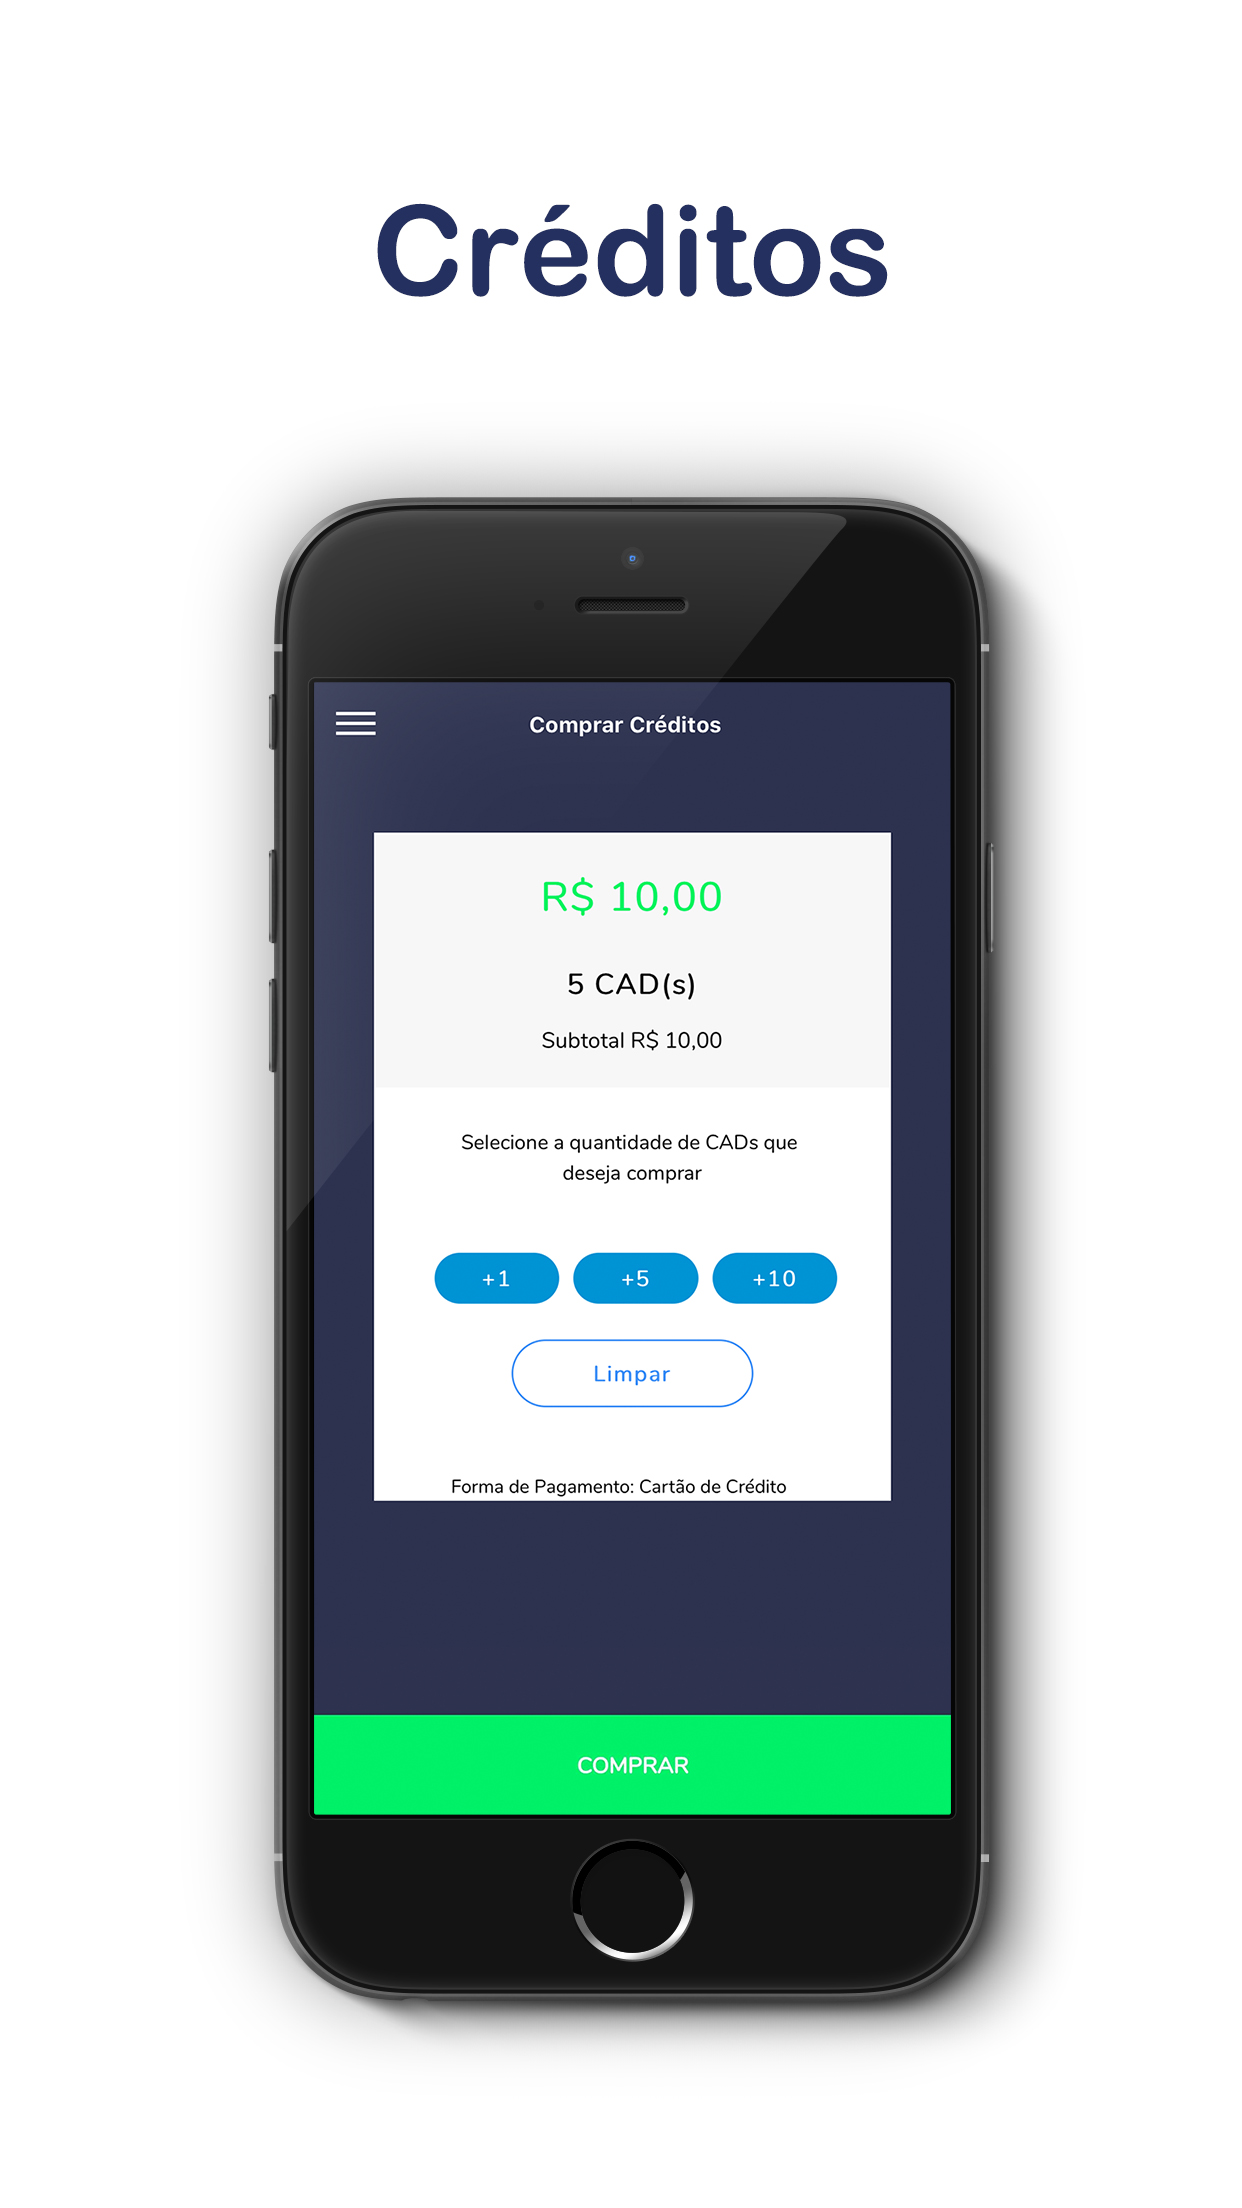 Créditos
Comprar Créditos
R$ 10,00
5 CAD(s)
Subtotal R$ 10,00
Selecione a quantidade de CADs que
deseja comprar
+1 +5 +10
Limpar
Forma de Pagamento: Cartão de Crédito
COMPRAR